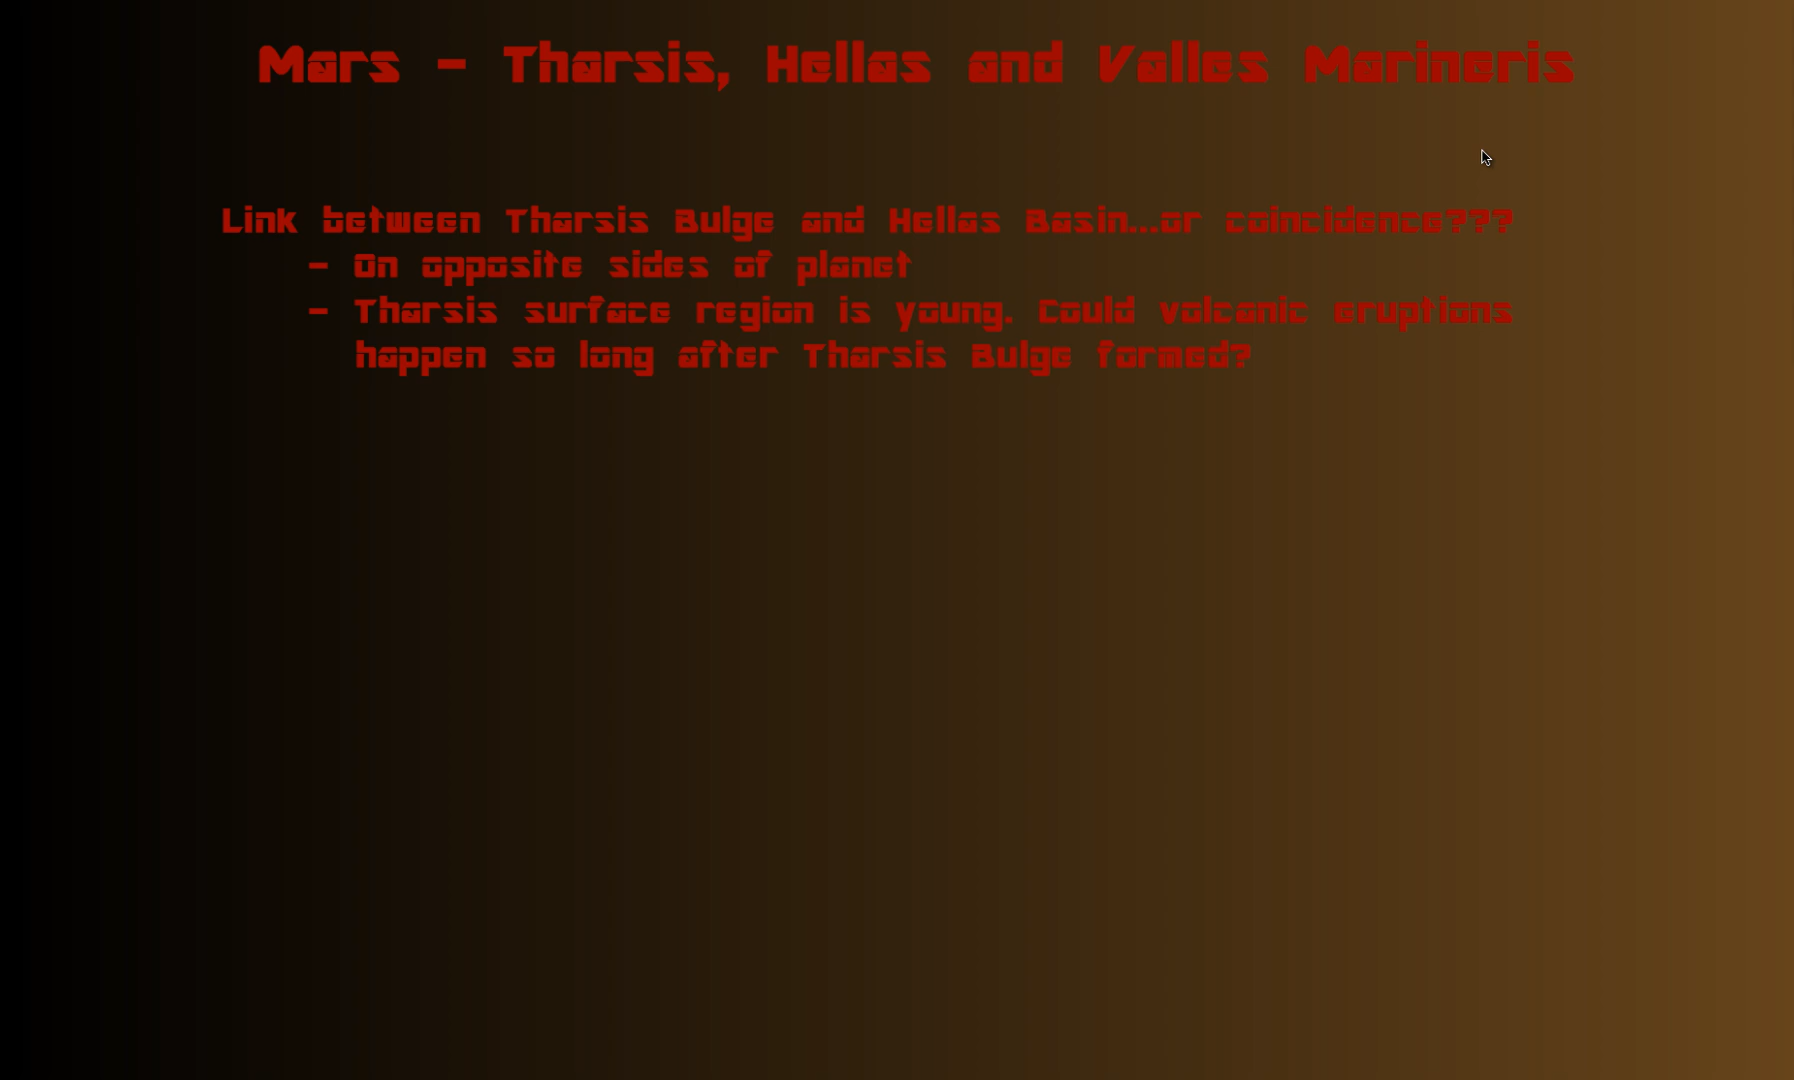 Mars - Tharsis, Hellas and Valles Marineris
Link between Tharsis Bulge and Hellas Basin...or coincidence???
- On opposite sides of planet
- Tharsis surface region is young. Could volcanic eruptions
happen so long after Tharsis Bulge formed?